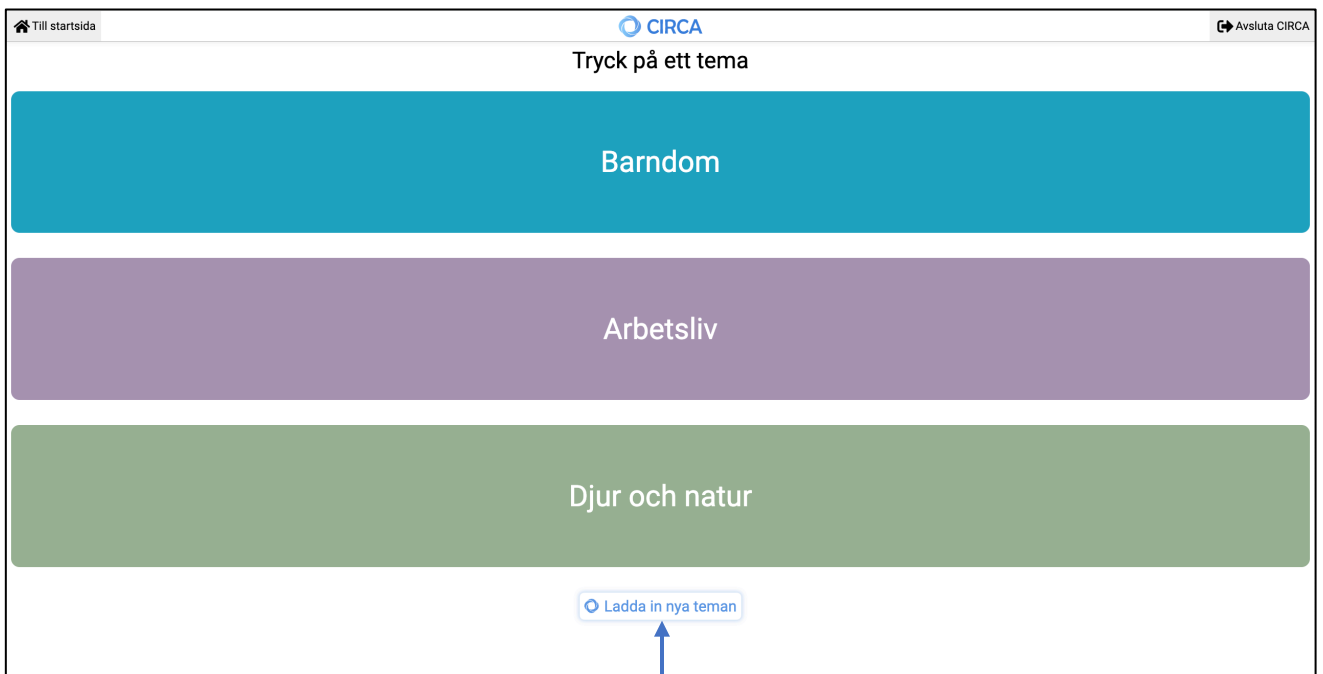 Till startsida
CIRCA
Avsluta CIRCA
Tryck på ett tema
Barndom
Arbetsliv
Djur och natur
Ladda in nya teman